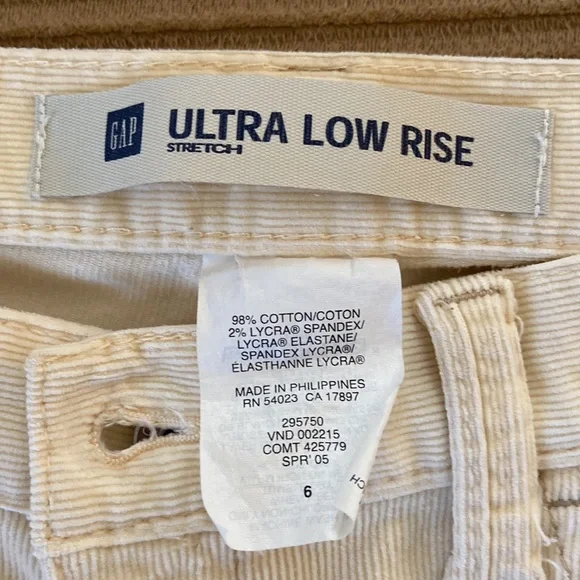 GAP
ULTRA LOW RISE
STRETCH
98% COTTON/COTON
2% LYCRA® SPANDEX/
LYCRA® ELASTANE/
SPANDEX LYCRA®/
ÉLASTHANNE LYCRA®
MADE IN PHILIPPINES
RN 54023 CA 17897
295750
VND 002215
COMT 425779
SPR' 05
6